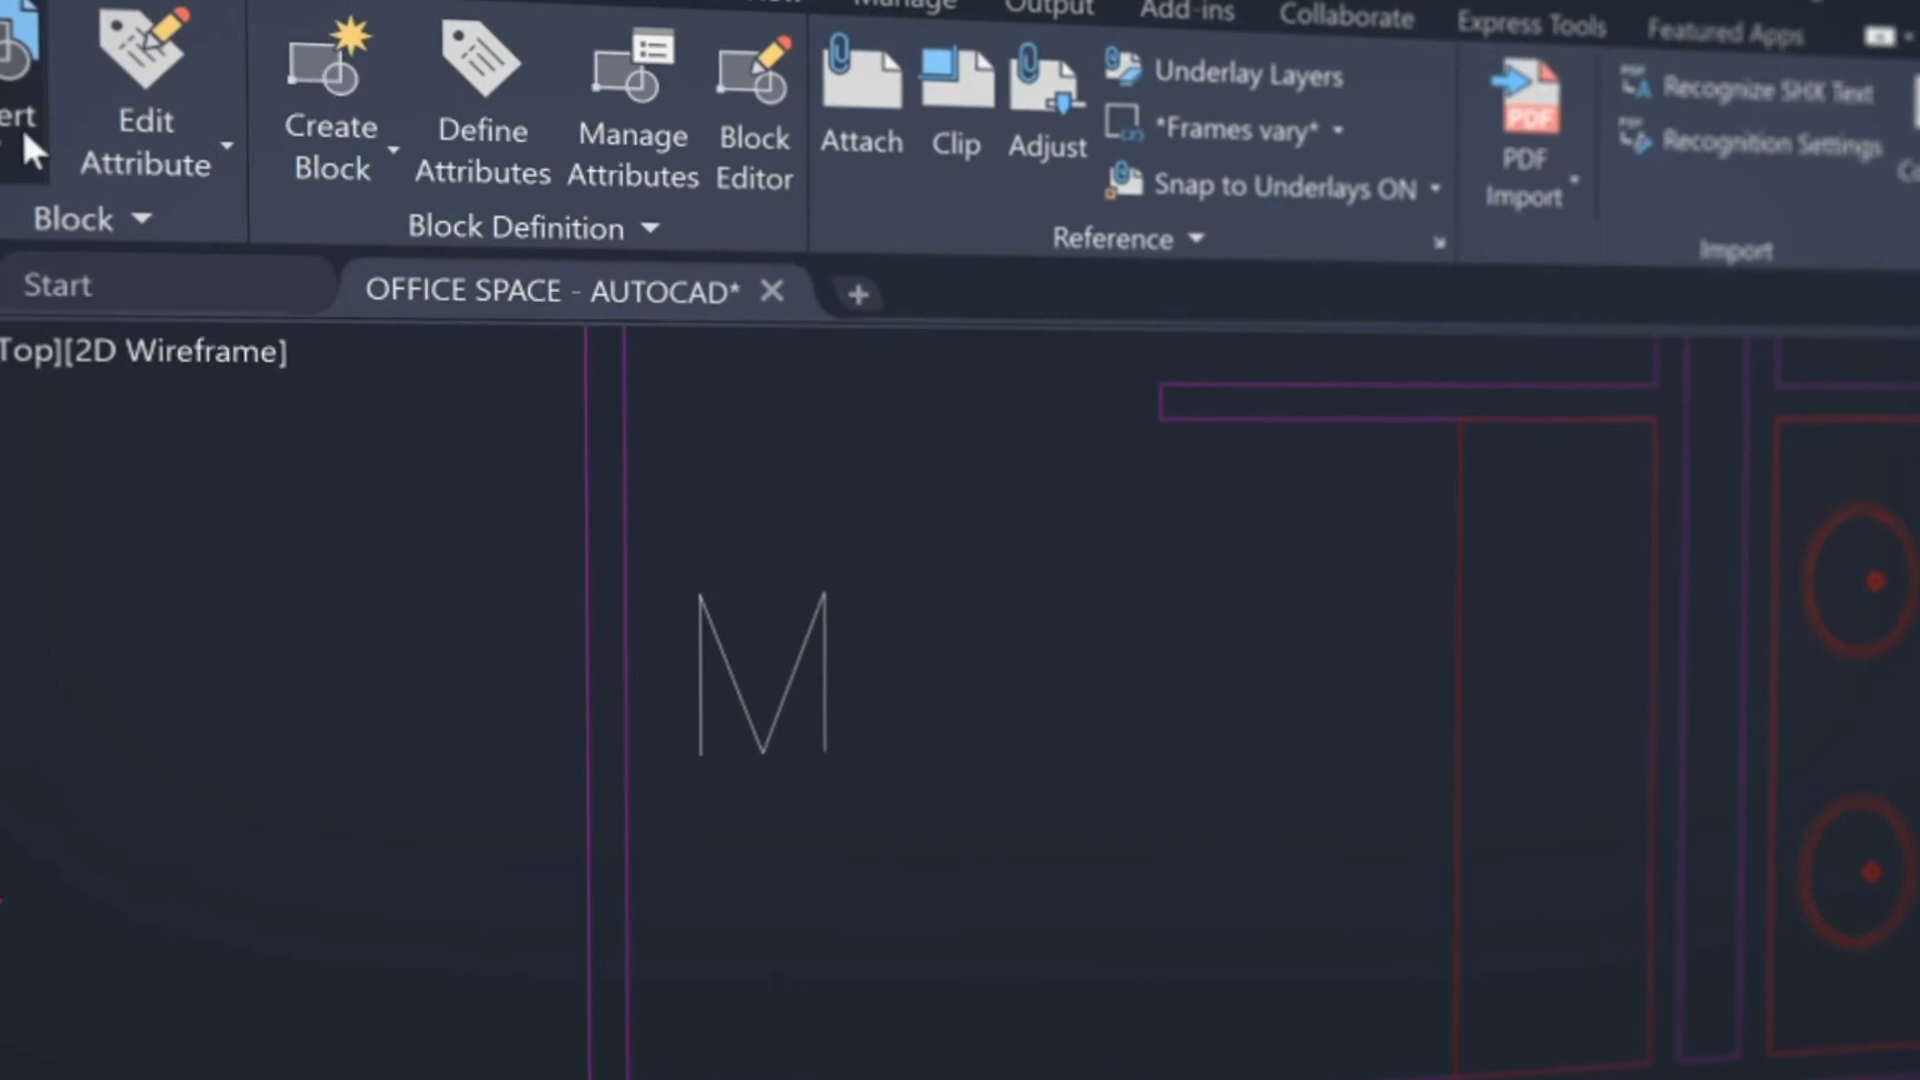 Manage Output Add-ins Collaborate Express Tools Featured Apps
Edit Attribute
Create Block
Define Attributes
Manage Attributes
Block Editor
Attach
Clip
Adjust
Underlay Layers
*Frames vary*
Snap to Underlays ON
PDF
PDF Import
Recognize SHX Text
Recognition Settings
Block
Block Definition
Reference
Import
Start
OFFICE SPACE - AUTOCAD*
Top][2D Wireframe]
M